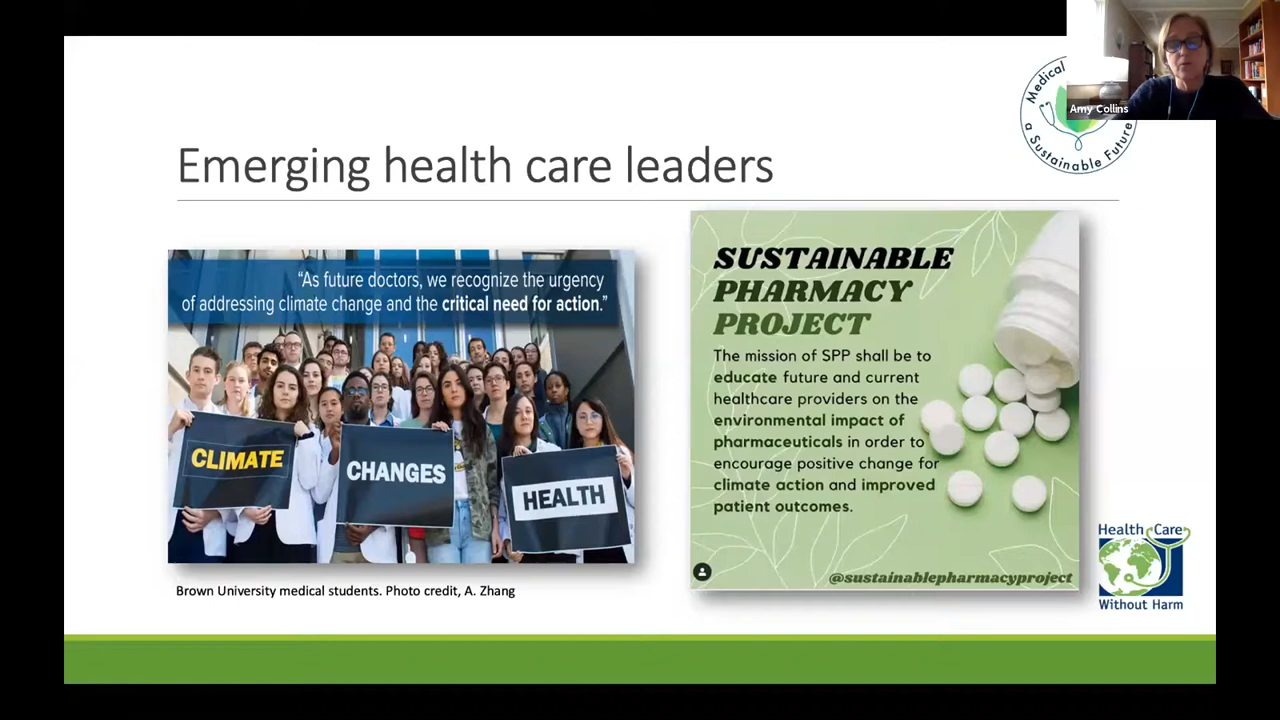 Amy Collins
Medical
a Sustainable Future
Emerging health care leaders
“As future doctors, we recognize the urgency
of addressing climate change and the critical need for action.”
CLIMATE
CHANGES
HEALTH
Brown University medical students. Photo credit, A. Zhang
SUSTAINABLE
PHARMACY
PROJECT
The mission of SPP shall be to
educate future and current
healthcare providers on the
environmental impact of
pharmaceuticals in order to
encourage positive change for
climate action and improved
patient outcomes.
@sustainablepharmacyproject
Health Care
Without Harm